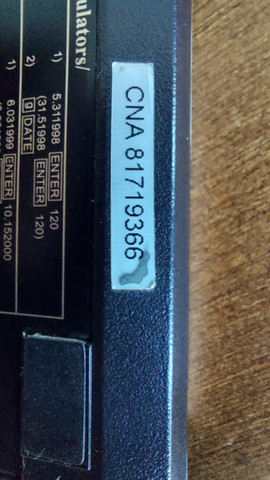 ulators/
1) 5.311998 ENTER 120
(31.51998 ENTER 120)
2) g DATE
1) 6.031999 ENTER 10.152000
CNA 81719366